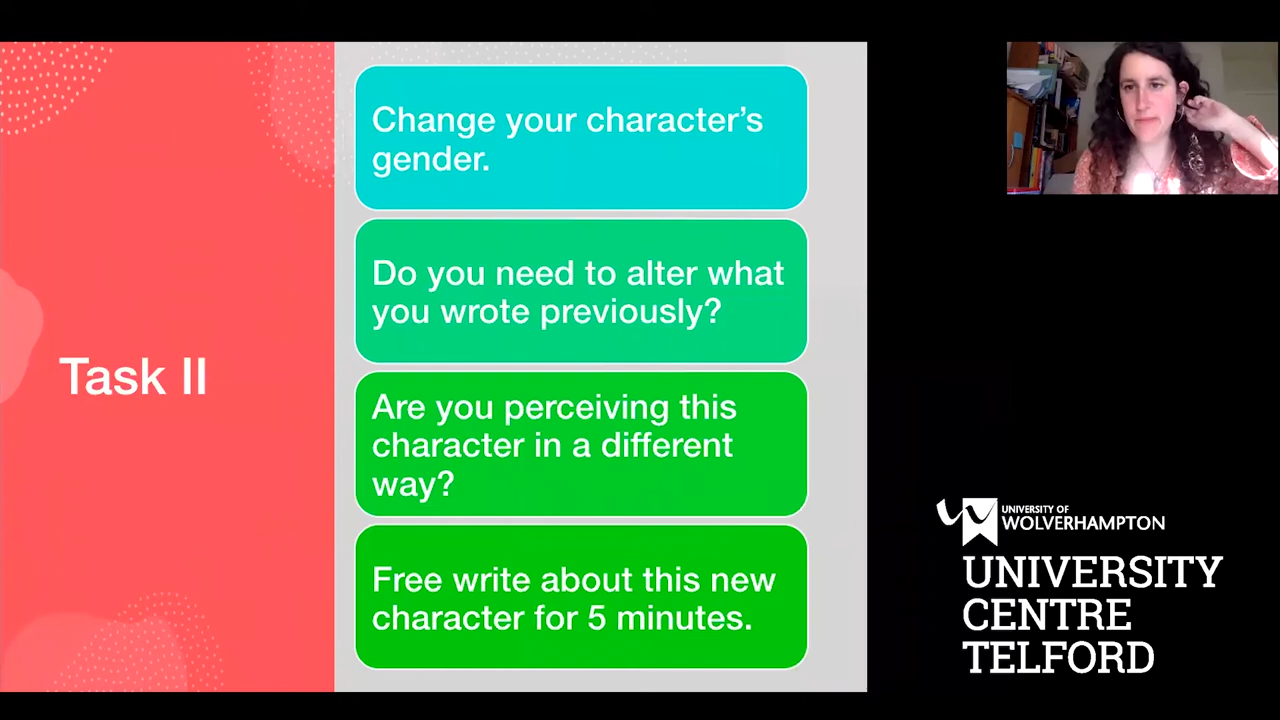 Task II
Change your character’s
gender.
Do you need to alter what
you wrote previously?
Are you perceiving this
character in a different
way?
Free write about this new
character for 5 minutes.
UNIVERSITY OF
WOLVERHAMPTON
UNIVERSITY
CENTRE
TELFORD